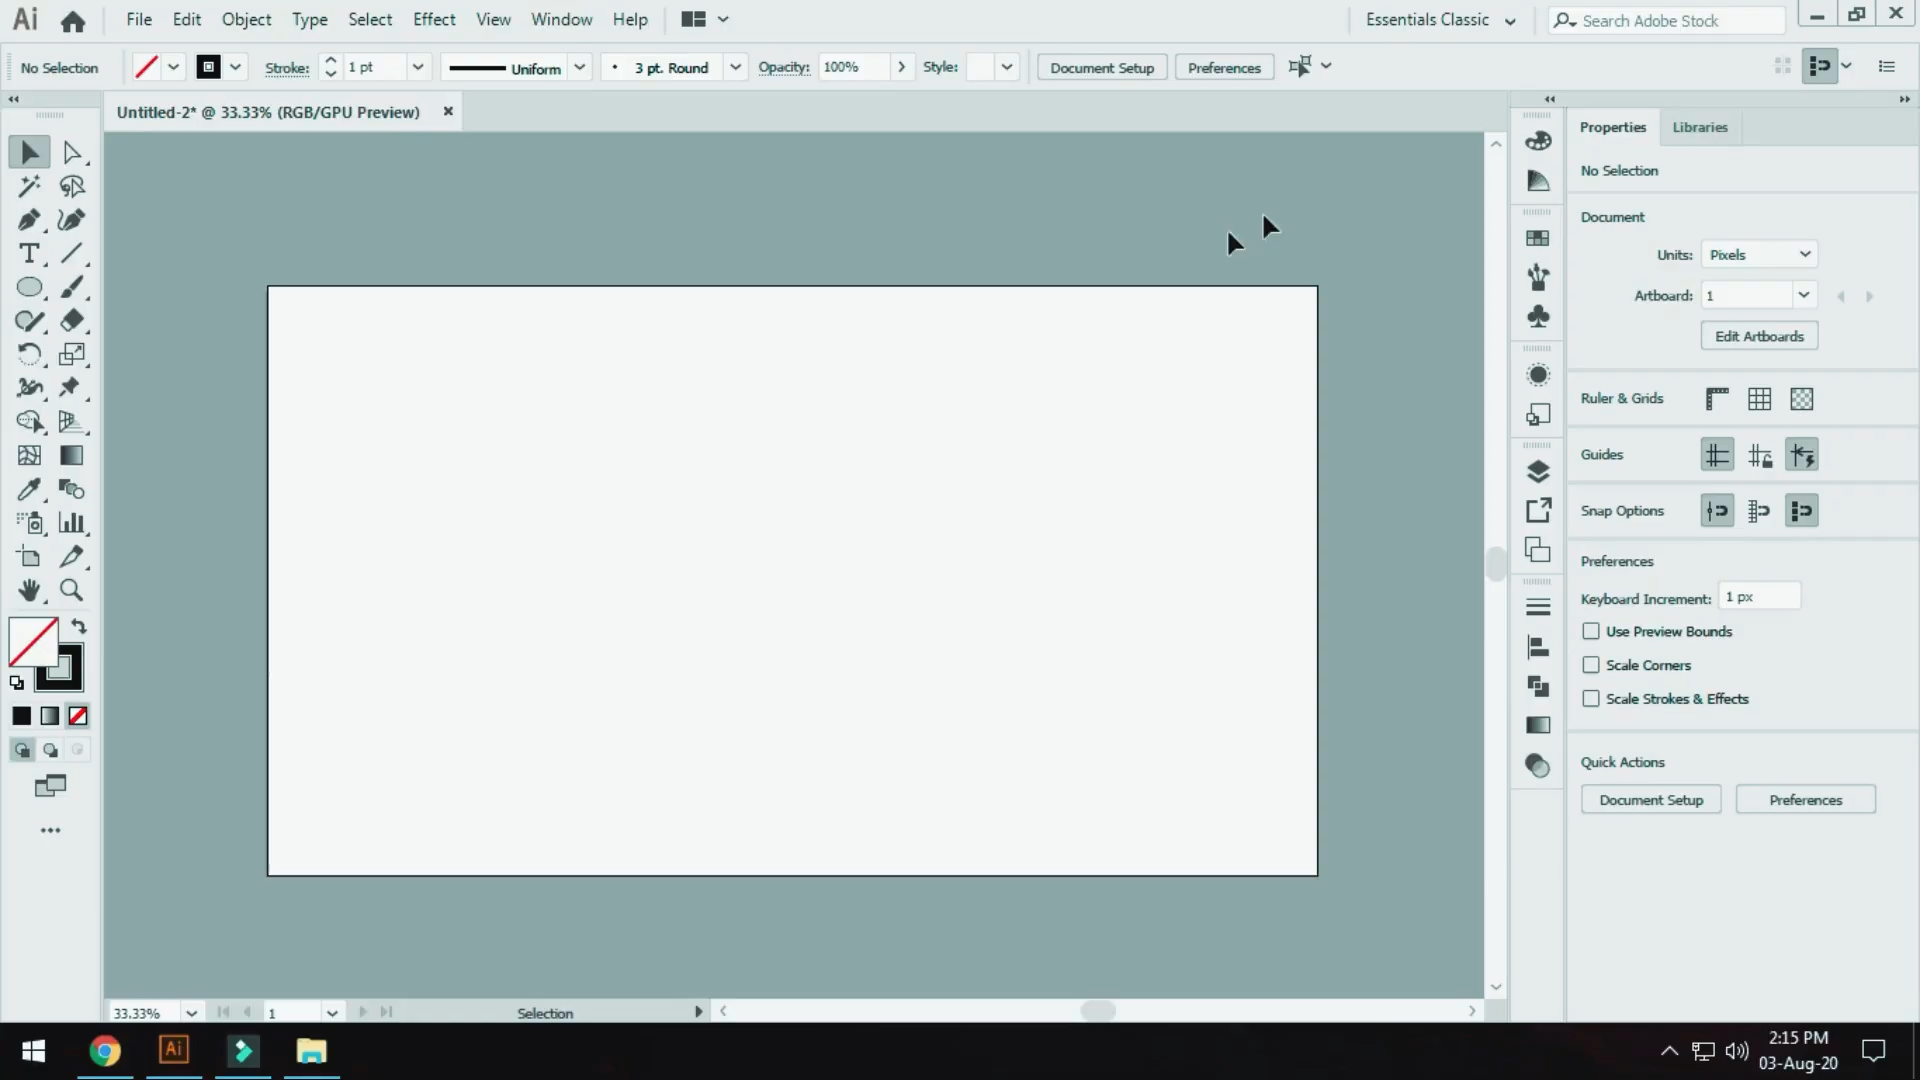 Ai File Edit Object Type Select Effect View Window Help Essentials Classic Search Adobe Stock
No Selection Stroke: 1 pt Uniform 3 pt. Round Opacity: 100% Style: Document Setup Preferences
Untitled-2* @ 33.33% (RGB/GPU Preview)
Properties Libraries
No Selection
Document
Units: Pixels
Artboard: 1
Edit Artboards
Ruler & Grids
Guides
Snap Options
Preferences
Keyboard Increment: 1 px
Use Preview Bounds
Scale Corners
Scale Strokes & Effects
Quick Actions
Document Setup Preferences
33.33% 1 Selection
Ai
2:15 PM
03-Aug-20